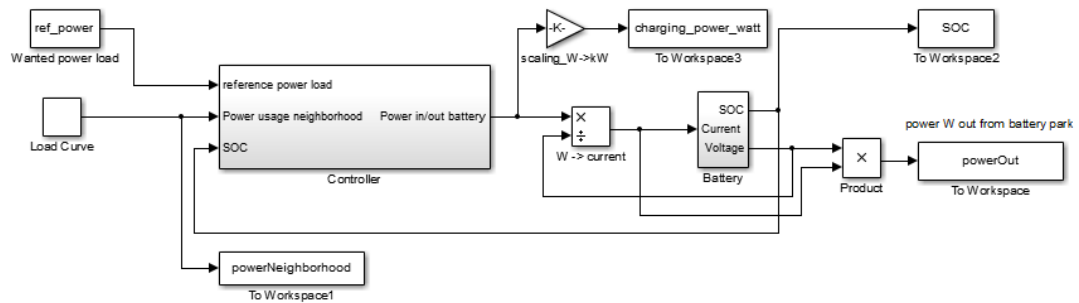 ref_power
Wanted power load
Load Curve
reference power load
Power usage neighborhood
SOC
Power in/out battery
Controller
-K-
scaling_W->kW
charging_power_watt
To Workspace3
SOC
To Workspace2
×
÷
W -> current
SOC
Current
Voltage
Battery
×
Product
power W out from battery park
powerOut
To Workspace
powerNeighborhood
To Workspace1